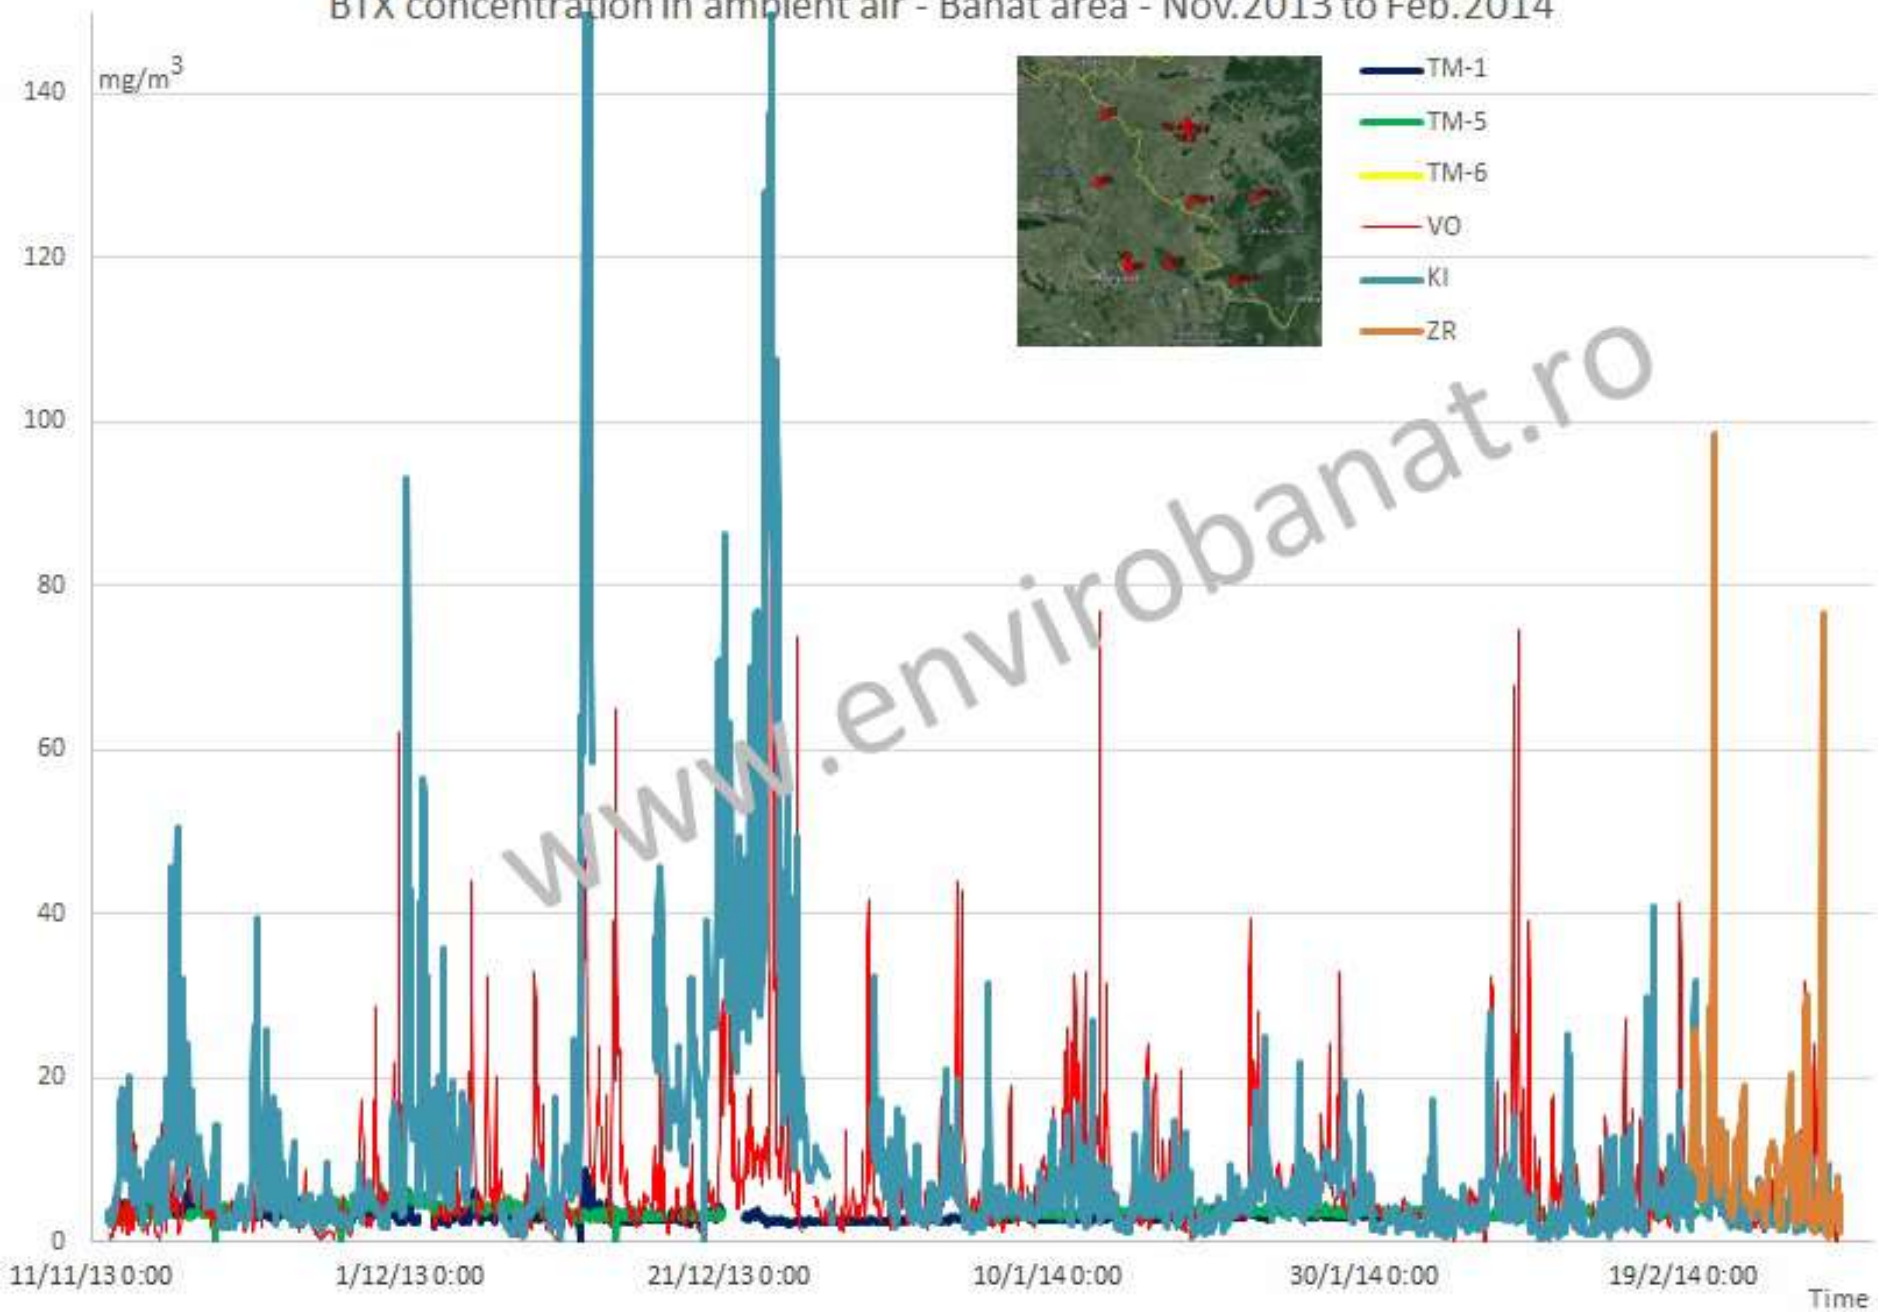 BTX concentration in ambient air - Banat area - Nov.2013 to Feb.2014
mg/m³
140
120
100
80
60
40
20
0
TM-1
TM-5
TM-6
VO
KI
ZR
www.envirobanat.ro
11/11/13 0:00
1/12/13 0:00
21/12/13 0:00
10/1/14 0:00
30/1/14 0:00
19/2/14 0:00
Time